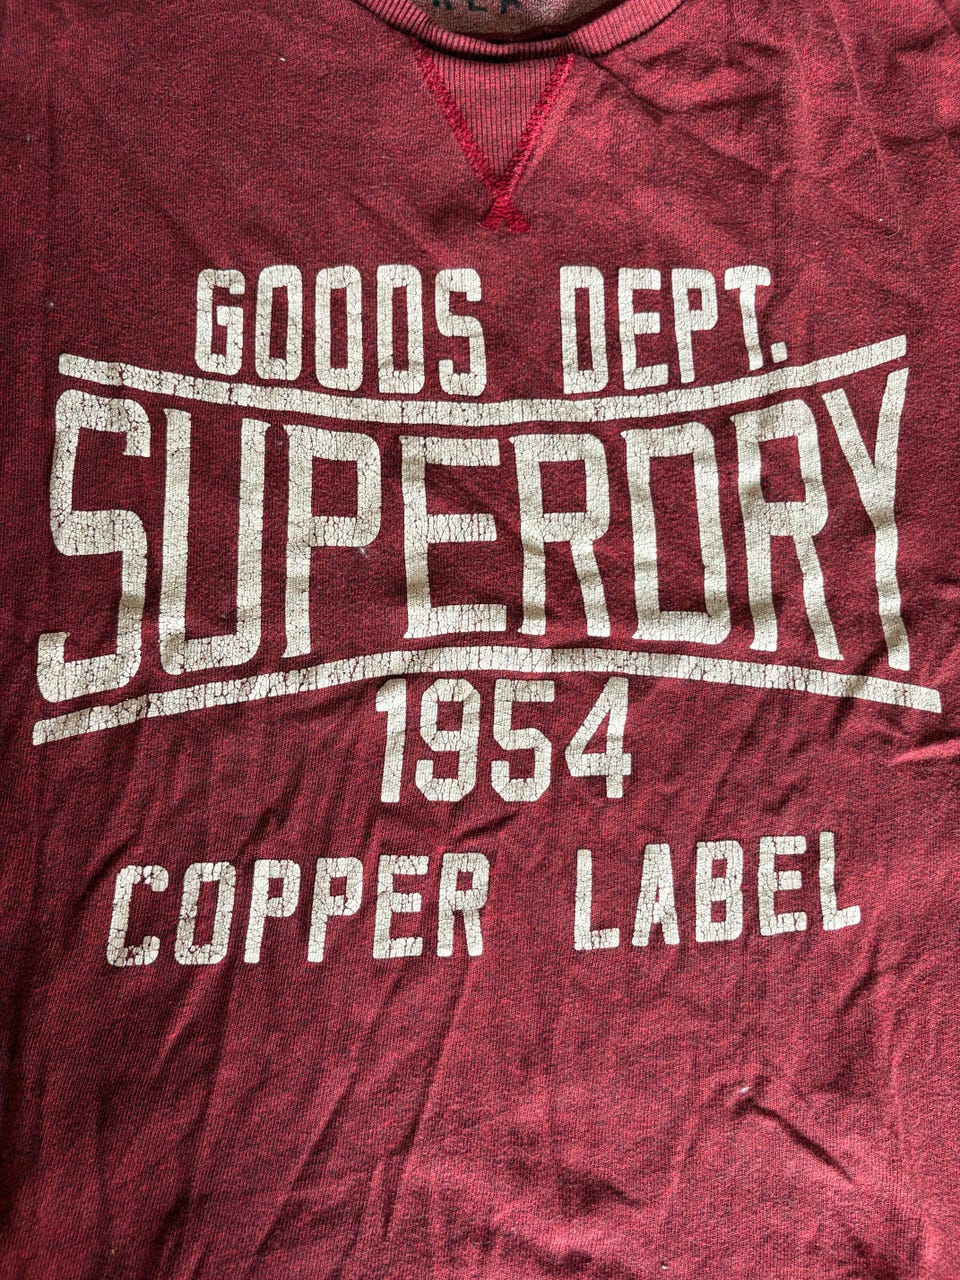 GOODS DEPT.
SUPERDRY
1954
COPPER LABEL